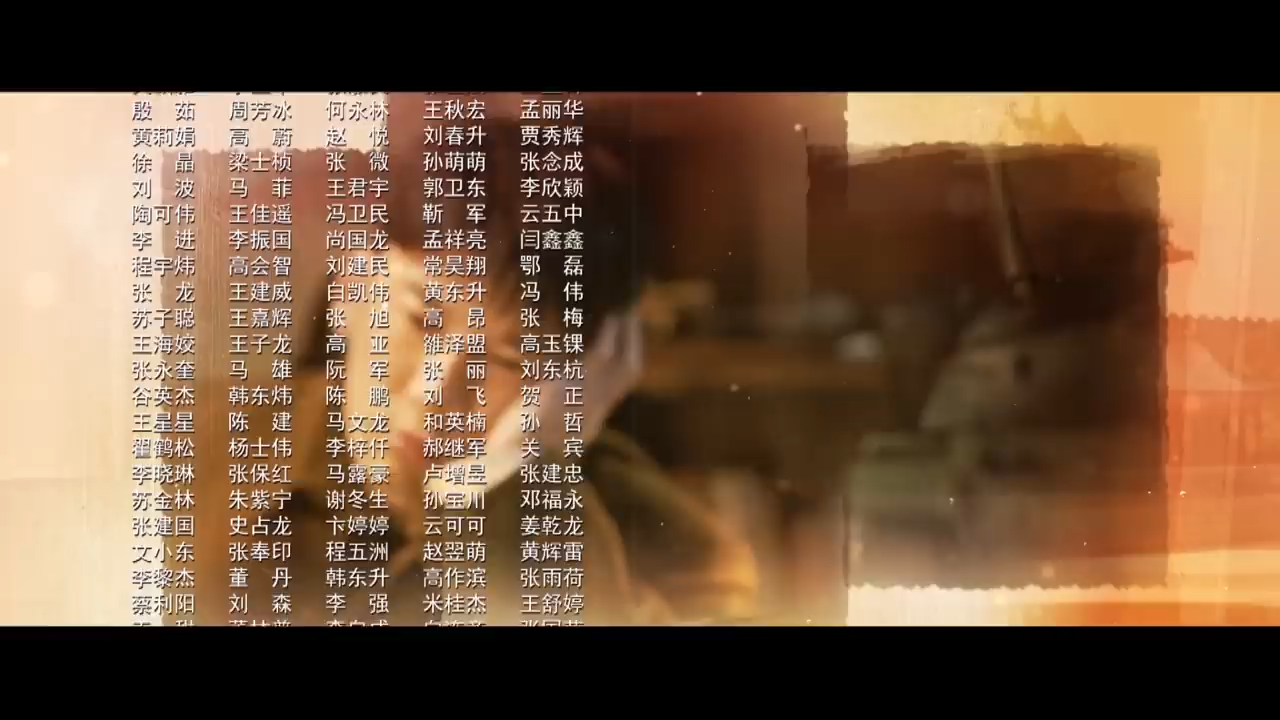 殷 茹 周芳冰 何永林 王秋宏 孟丽华
黄莉娟 高 蔚 赵 悦 刘春升 贾秀辉
徐 晶 梁士桢 张 微 孙萌萌 张念成
刘 波 马 菲 王君宇 郭卫东 李欣颖
陶可伟 王佳遥 冯卫民 靳 军 云五中
李 进 李振国 尚国龙 孟祥亮 闫鑫鑫
程宇炜 高会智 刘建民 常昊翔 鄂 磊
张 龙 王建威 白凯伟 黄东升 冯 伟
苏子聪 王嘉辉 张 旭 高 昂 张 梅
王海姣 王子龙 高 亚 雒泽盟 高玉锞
张永奎 马 雄 阮 军 张 丽 刘东杭
谷英杰 韩东炜 陈 鹏 刘 飞 贺 正
王星星 陈 建 马文龙 和英楠 孙 哲
翟鹤松 杨士伟 李梓仟 郝继军 关 宾
李晓琳 张保红 马露豪 卢增昱 张建忠
苏金林 朱紫宁 谢冬生 孙宝川 邓福永
张建国 史占龙 卞婷婷 云可可 姜乾龙
文小东 张奉印 程五洲 赵翌萌 黄辉雷
李黎杰 董 丹 韩东升 高作滨 张雨荷
蔡利阳 刘 森 李 强 米桂杰 王舒婷